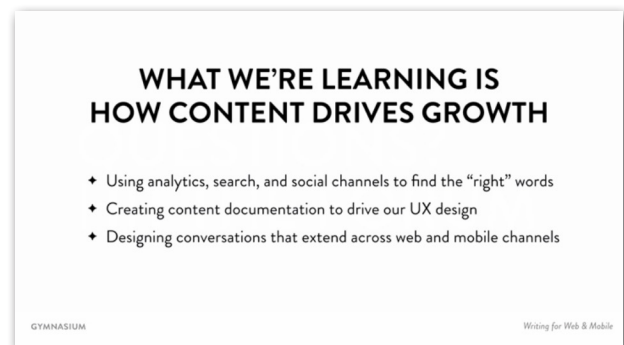 WHAT WE’RE LEARNING IS
HOW CONTENT DRIVES GROWTH
✦ Using analytics, search, and social channels to find the “right” words
✦ Creating content documentation to drive our UX design
✦ Designing conversations that extend across web and mobile channels
GYMNASIUM
Writing for Web & Mobile